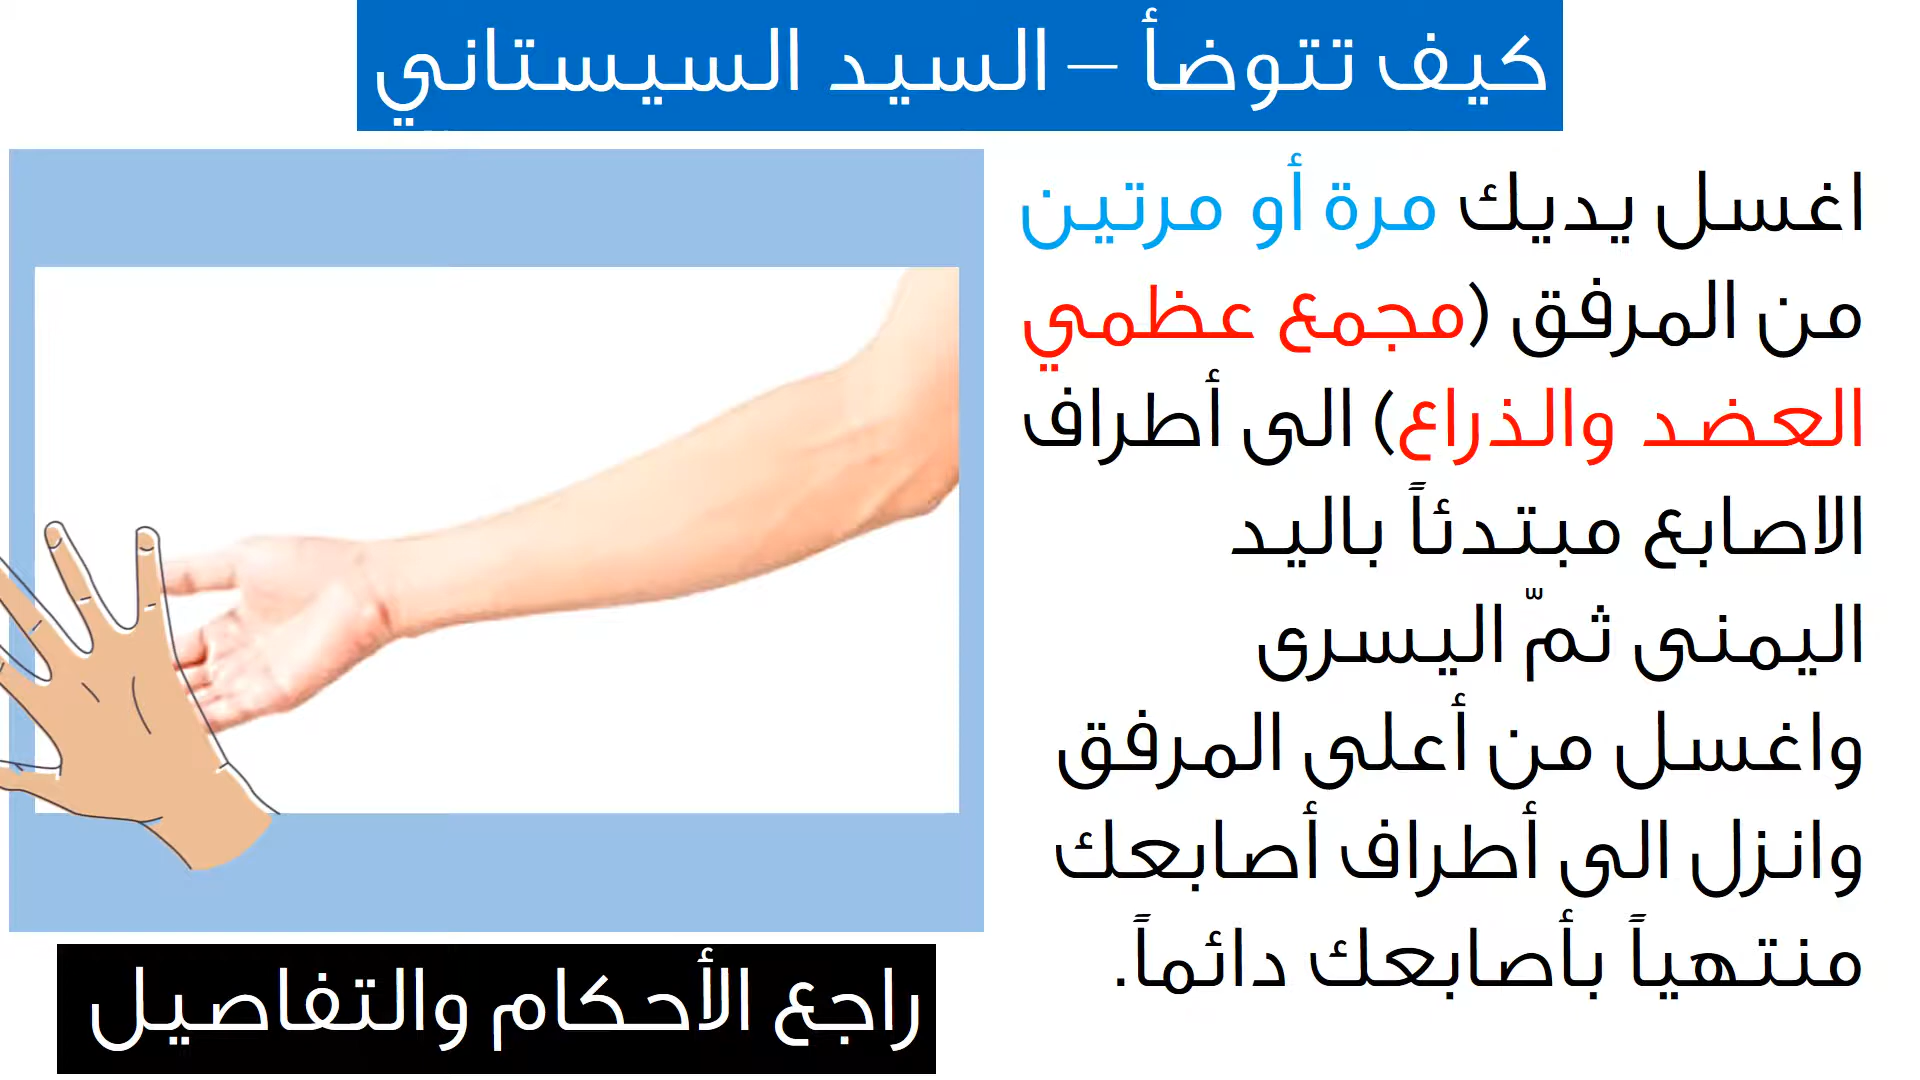 كيف تتوضأ – السيد السيستاني
اغسل يديك مرة أو مرتين
من المرفق (مجمع عظمي
العضد والذراع) الى أطراف
الاصابع مبتدئاً باليد
اليمنى ثمّ اليسرى
واغسل من أعلى المرفق
وانزل الى أطراف أصابعك
منتهياً بأصابعك دائماً.
راجع الأحكام والتفاصيل